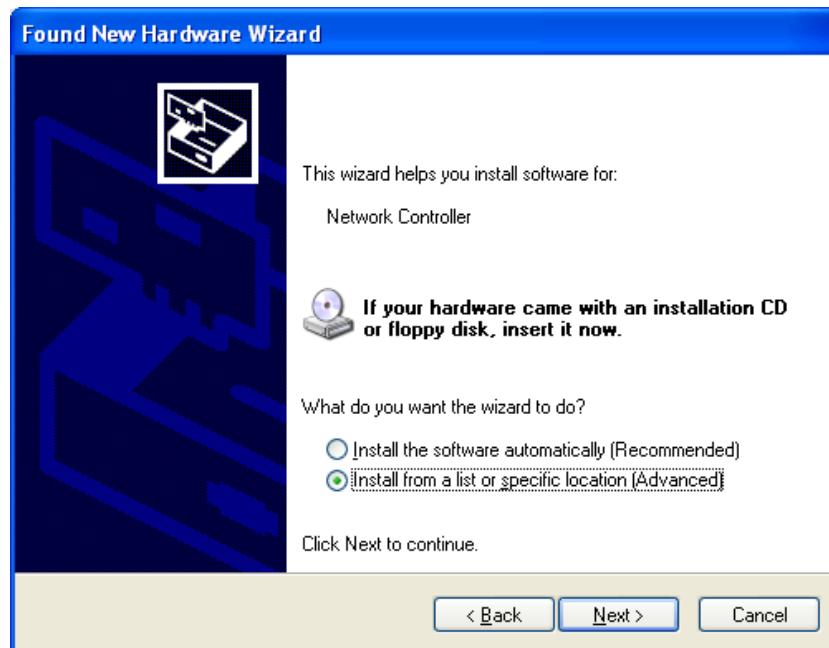 Found New Hardware Wizard
This wizard helps you install software for:
Network Controller
If your hardware came with an installation CD
or floppy disk, insert it now.
What do you want the wizard to do?
Install the software automatically (Recommended)
Install from a list or specific location (Advanced)
Click Next to continue.
< Back
Next >
Cancel